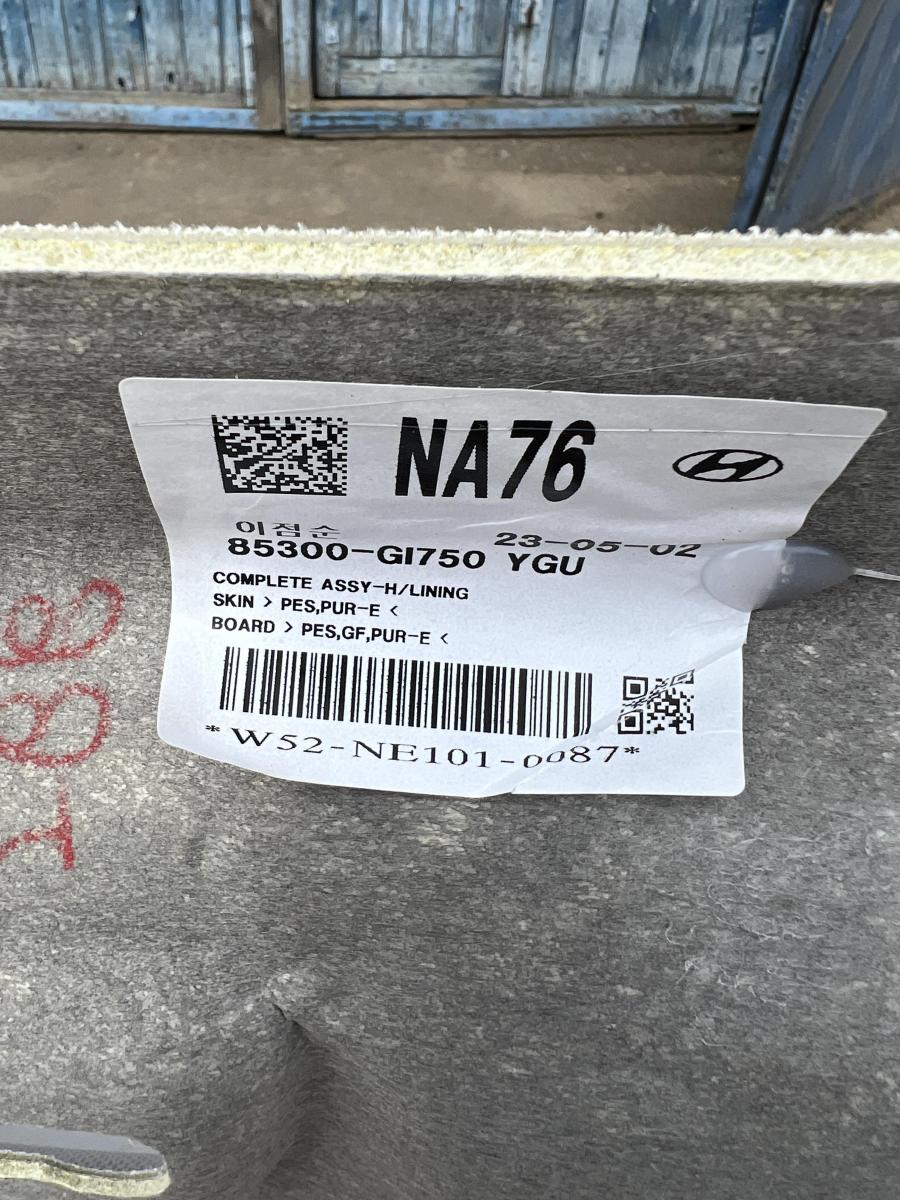 NA76
이점순 23-05-02
85300-GI750 YGU
COMPLETE ASSY-H/LINING
SKIN > PES,PUR-E <
BOARD > PES,GF,PUR-E <
*W52-NE101-0087*